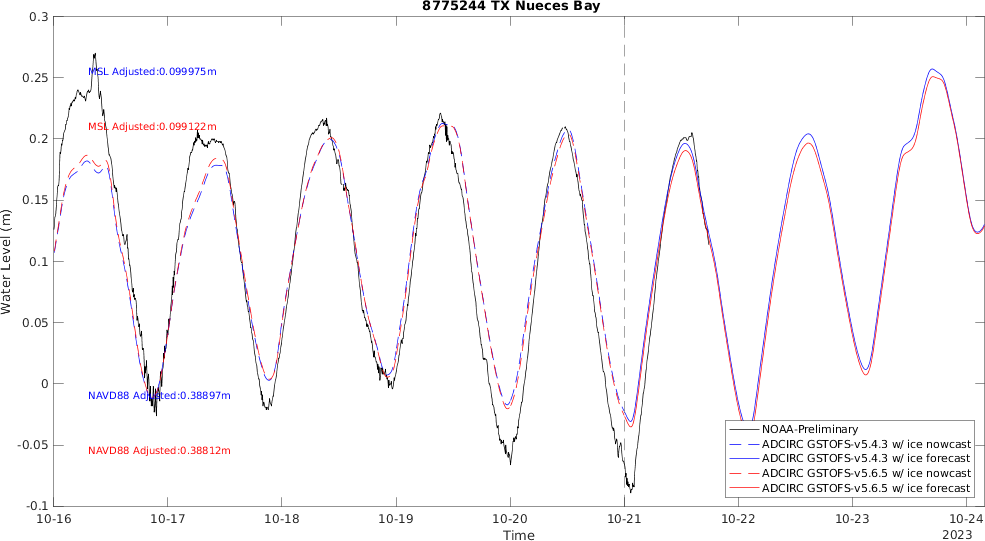 8775244 TX Nueces Bay
0.3
0.25
0.2
0.15
0.1
0.05
0
-0.05
-0.1
Water Level (m)
MSL Adjusted:0.099975m
MSL Adjusted:0.099122m
NAVD88 Adjusted:0.38897m
NAVD88 Adjusted:0.38812m
NOAA-Preliminary
ADCIRC GSTOFS-v5.4.3 w/ ice nowcast
ADCIRC GSTOFS-v5.4.3 w/ ice forecast
ADCIRC GSTOFS-v5.6.5 w/ ice nowcast
ADCIRC GSTOFS-v5.6.5 w/ ice forecast
10-16 10-17 10-18 10-19 10-20 10-21 10-22 10-23 10-24
Time
2023